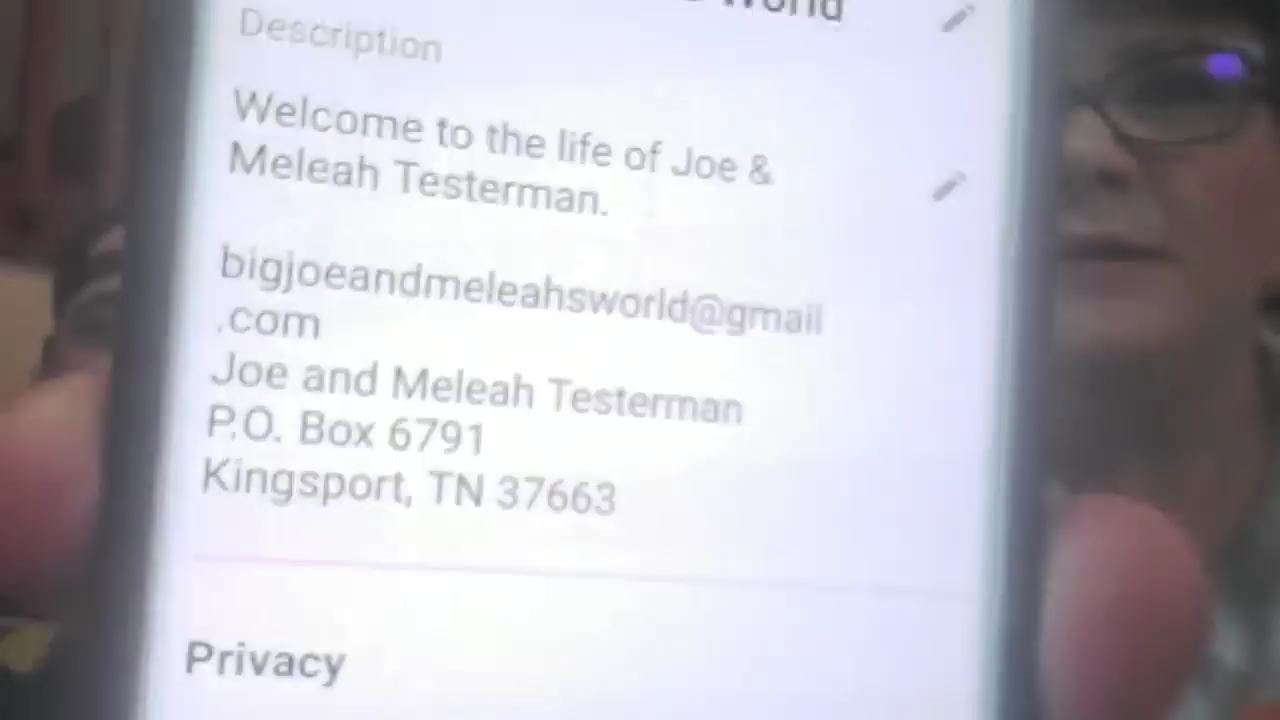 World
Description
Welcome to the life of Joe &
Meleah Testerman.
bigjoeandmeleahsworld@gmail
.com
Joe and Meleah Testerman
P.O. Box 6791
Kingsport, TN 37663
Privacy